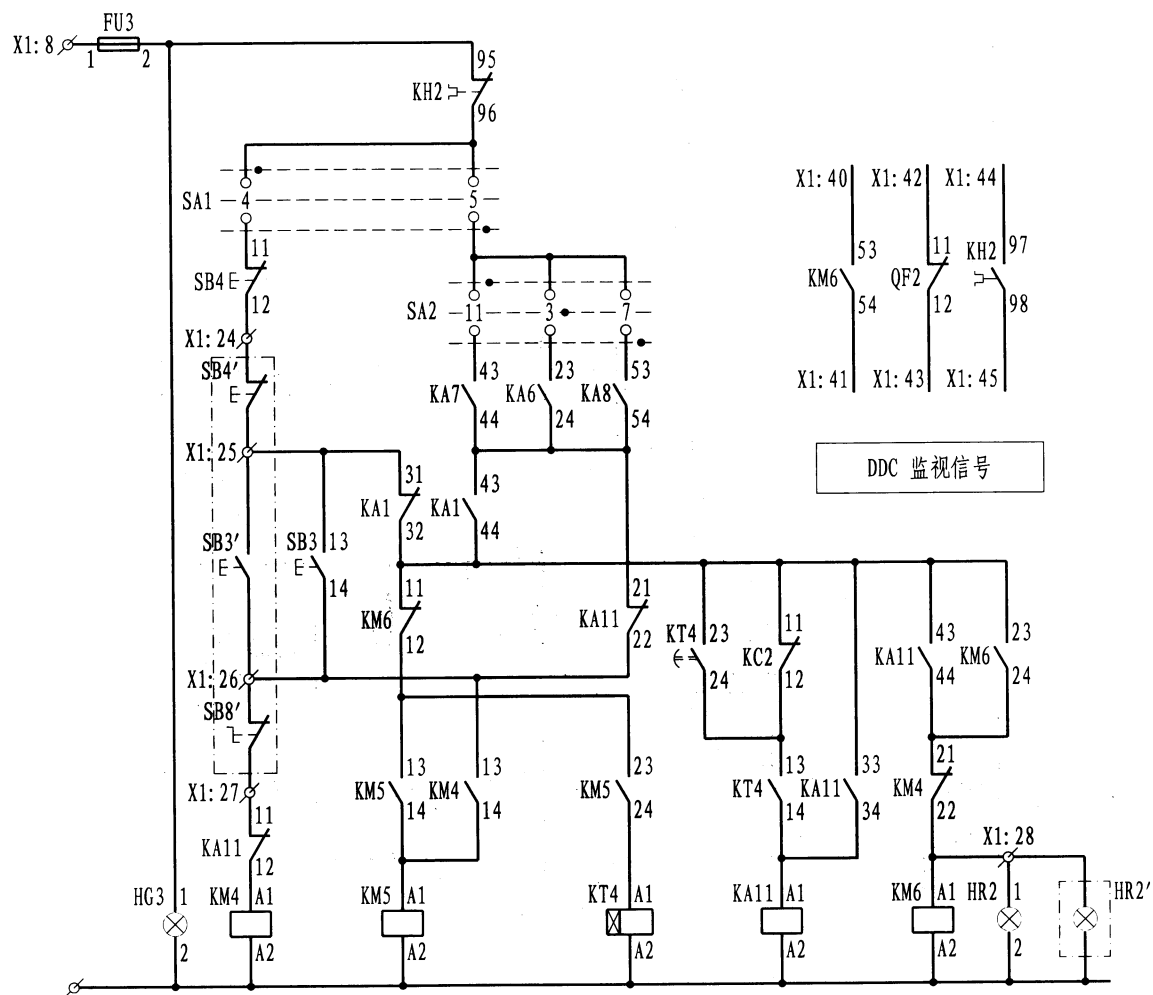 FU3
X1:8
1 2
95
KH2
96
SA1 4 5
11
SB4
12
X1:24
SB4′
SA2 11 3 7
43 23 53
KA7 KA6 KA8
44 24 54
X1:25
31 43
KA1 KA1
32 44
SB3′ SB3 13
14
11
KM6
12
21
KA11
22
X1:26
SB8′
KT4 23
24
11
KC2
12
43 23
KA11 KM6
44 24
X1:27
13 13 23
KM5 KM4 KM5
14 14 24
13 33
KT4 KA11
14 34
21
KM4
22
11
KA11
12
X1:28
HG3 1
2
KM4 A1
A2
KM5 A1
A2
KT4 A1
A2
KA11 A1
A2
KM6 A1
A2
HR2 1
2
HR2′
X1:40 X1:42 X1:44
53 11 97
KM6 QF2 KH2
54 12 98
X1:41 X1:43 X1:45
DDC 监视信号